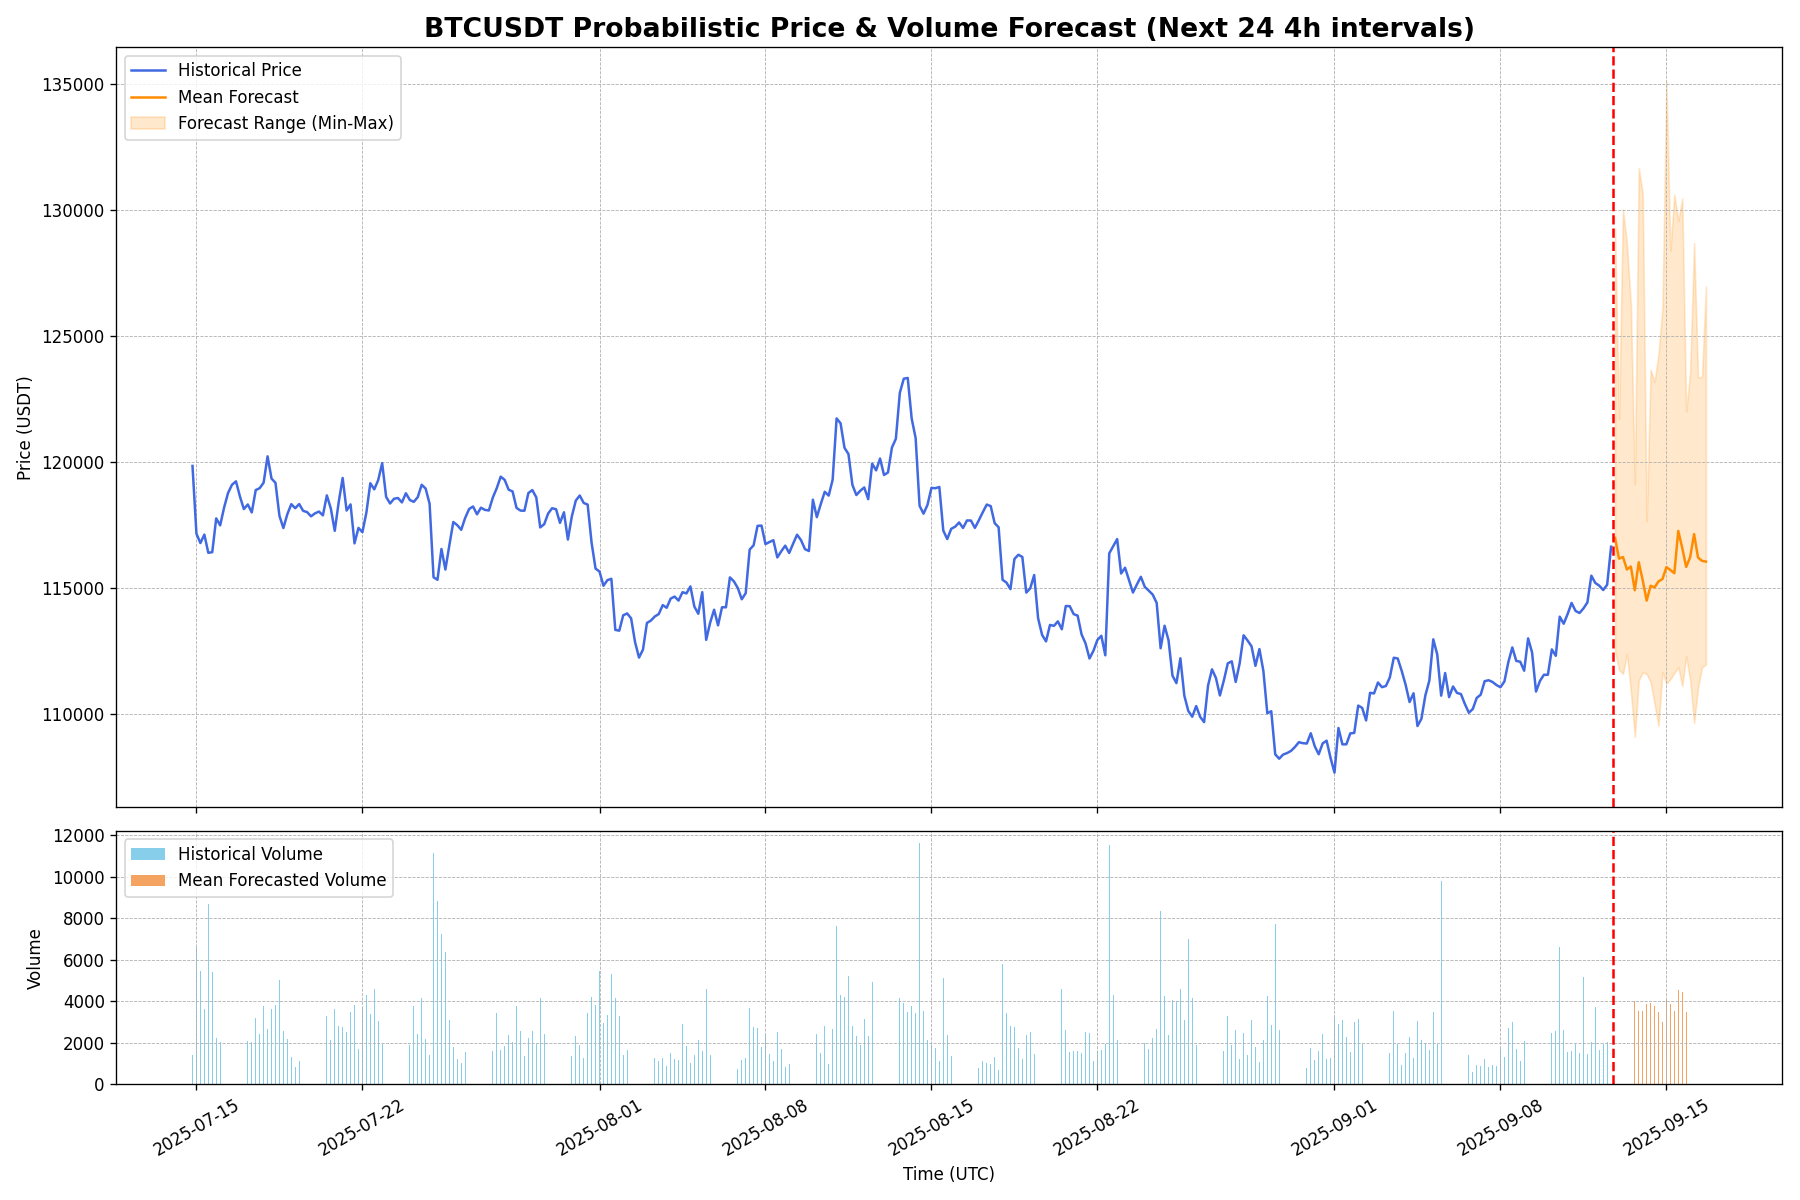 BTCUSDT Probabilistic Price & Volume Forecast (Next 24 4h intervals)
Historical Price
Mean Forecast
Forecast Range (Min-Max)
135000
130000
125000
120000
115000
110000
Price (USDT)
Historical Volume
Mean Forecasted Volume
12000
10000
8000
6000
4000
2000
0
Volume
2025-07-15
2025-07-22
2025-08-01
2025-08-08
2025-08-15
2025-08-22
2025-09-01
2025-09-08
2025-09-15
Time (UTC)